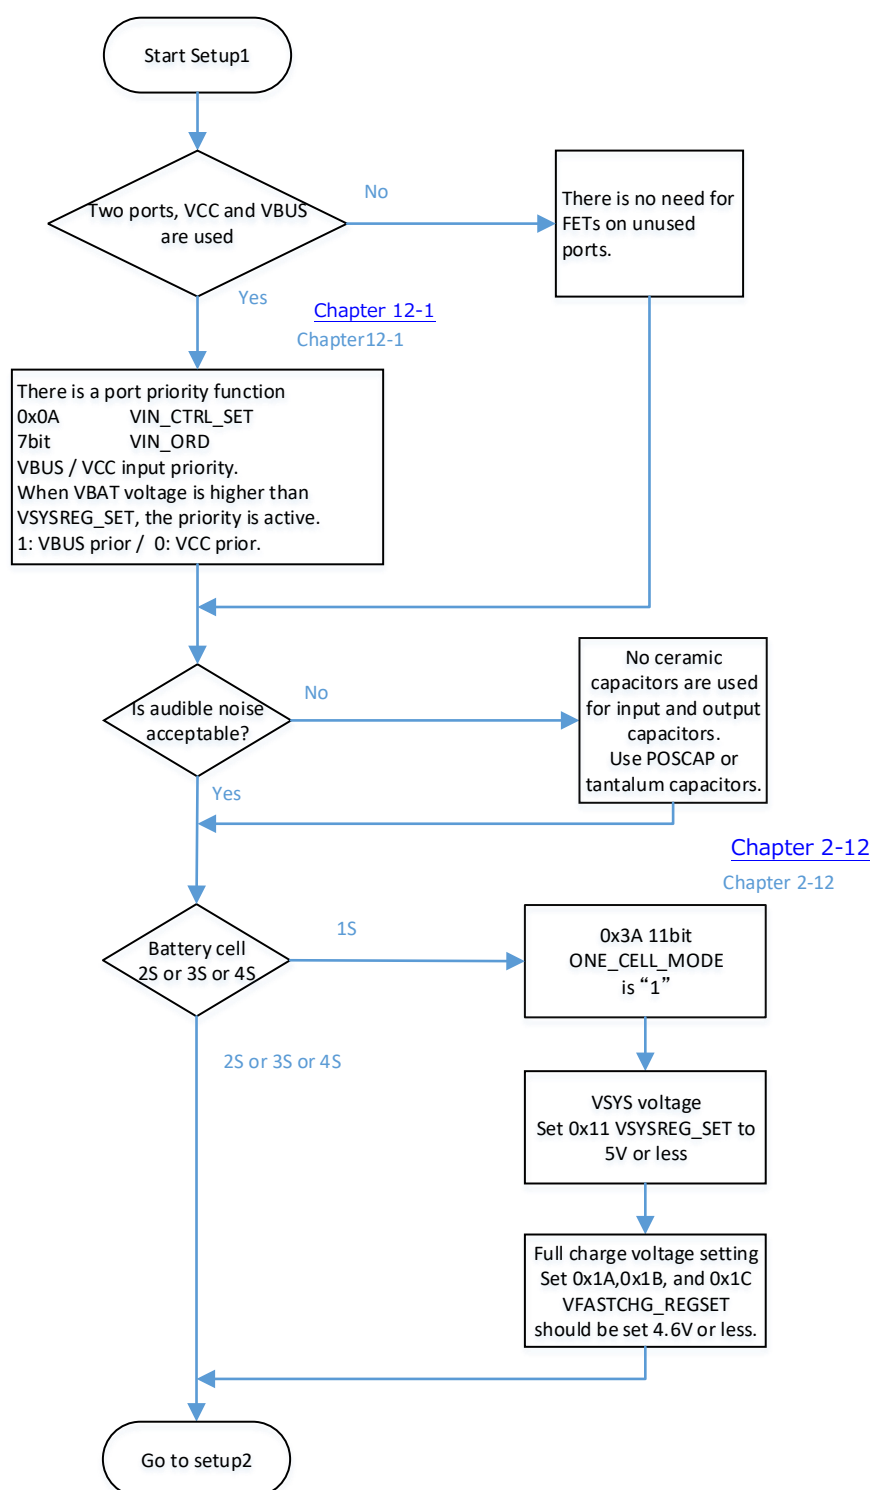 Start Setup1
Two ports, VCC and VBUS
are used
No
There is no need for
FETs on unused
ports.
Yes
Chapter 12-1
Chapter12-1
There is a port priority function
0x0A VIN_CTRL_SET
7bit VIN_ORD
VBUS / VCC input priority.
When VBAT voltage is higher than
VSYSREG_SET, the priority is active.
1: VBUS prior / 0: VCC prior.
Is audible noise
acceptable?
No
No ceramic
capacitors are used
for input and output
capacitors.
Use POSCAP or
tantalum capacitors.
Yes
Chapter 2-12
Chapter 2-12
Battery cell
2S or 3S or 4S
1S
0x3A 11bit
ONE_CELL_MODE
is “1”
2S or 3S or 4S
VSYS voltage
Set 0x11 VSYSREG_SET to
5V or less
Full charge voltage setting
Set 0x1A,0x1B, and 0x1C
VFASTCHG_REGSET
should be set 4.6V or less.
Go to setup2